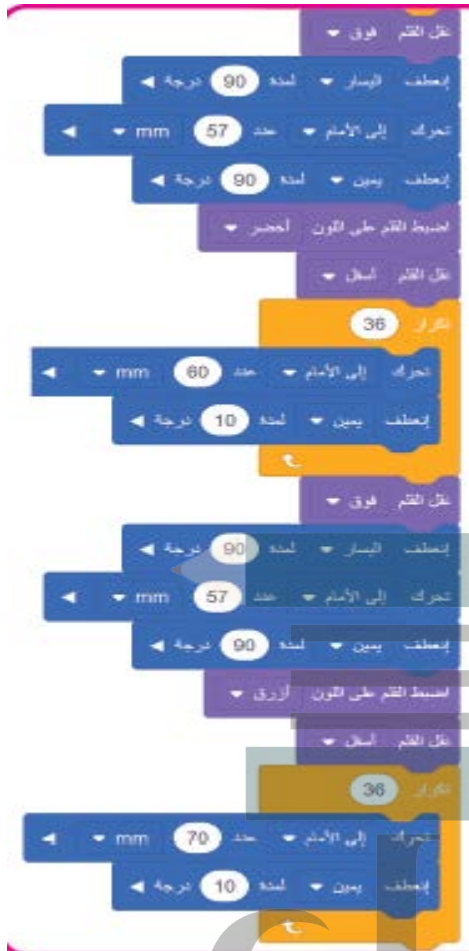 نقل القلم فوق
إنعطف اليسار لمدة 90 درجة
تحرك إلى الأمام عدد 57 mm
إنعطف يمين لمدة 90 درجة
اضبط القلم على اللون أخضر
نقل القلم أسفل
تكرار 36
تحرك إلى الأمام عدد 60 mm
إنعطف يمين لمدة 10 درجة
نقل القلم فوق
إنعطف اليسار لمدة 90 درجة
تحرك إلى الأمام عدد 57 mm
إنعطف يمين لمدة 90 درجة
اضبط القلم على اللون أزرق
نقل القلم أسفل
تكرار 36
تحرك إلى الأمام عدد 70 mm
إنعطف يمين لمدة 10 درجة